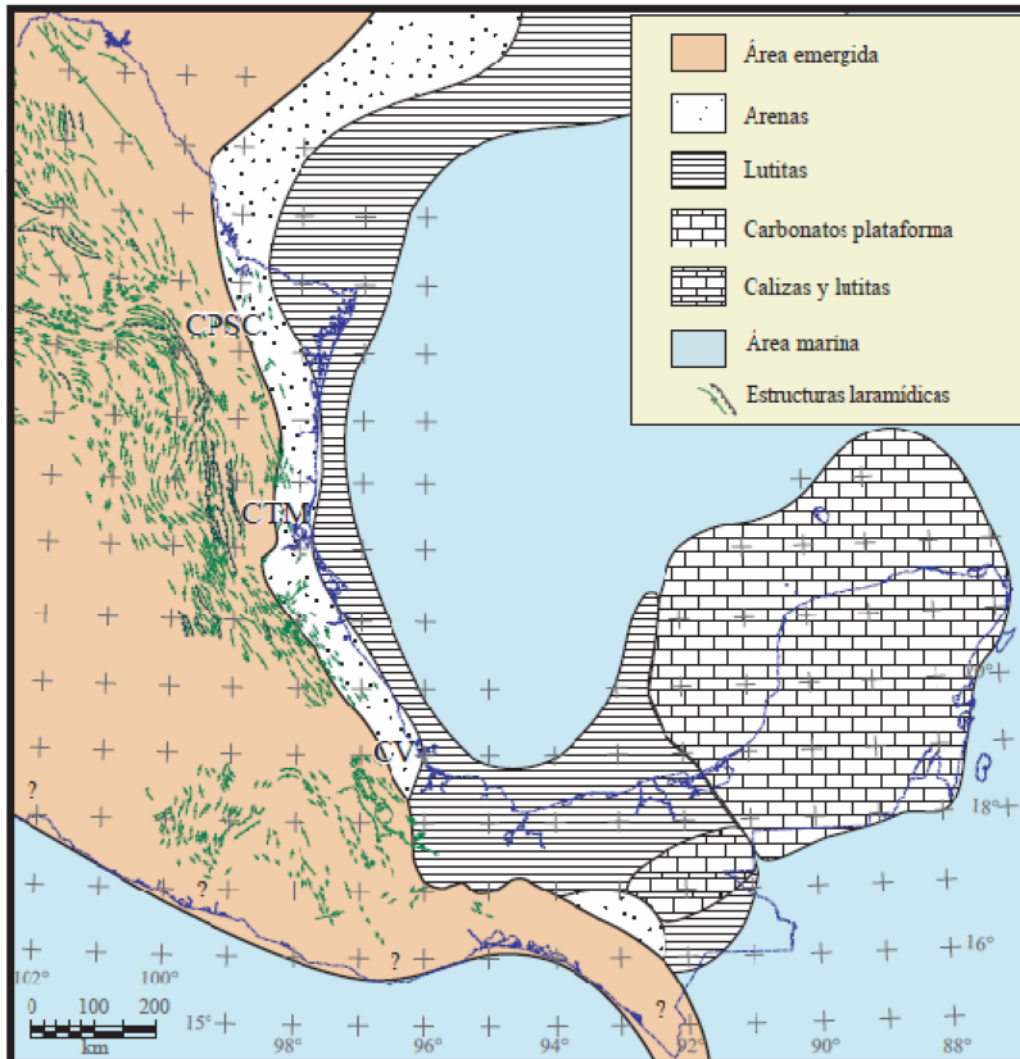 Área emergida
Arenas
Lutitas
Carbonatos plataforma
Calizas y lutitas
Área marina
Estructuras laramídicas
CPSC
CTM
CV
19°
18°
?
?
?
?
16°
102°
100°
0 100 200
km
15°
98°
96°
94°
92°
90°
88°